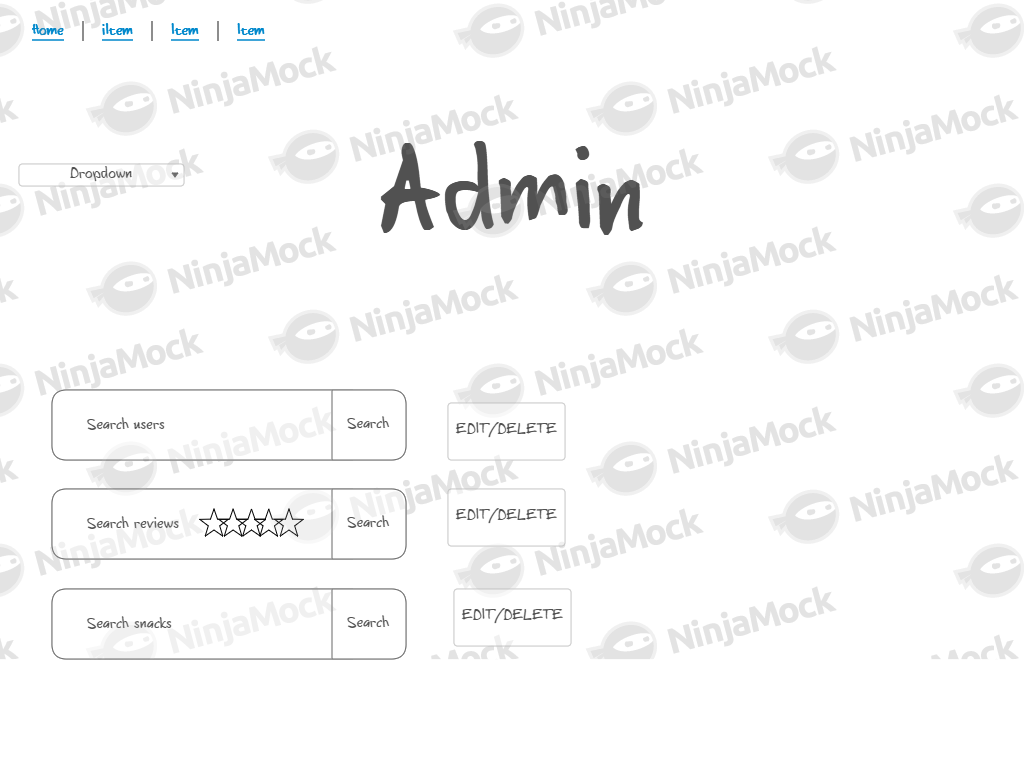 Home | iItem | Item | Item
Dropdown
Admin
Search users Search EDIT/DELETE
Search reviews Search EDIT/DELETE
Search snacks Search EDIT/DELETE
NinjaMock